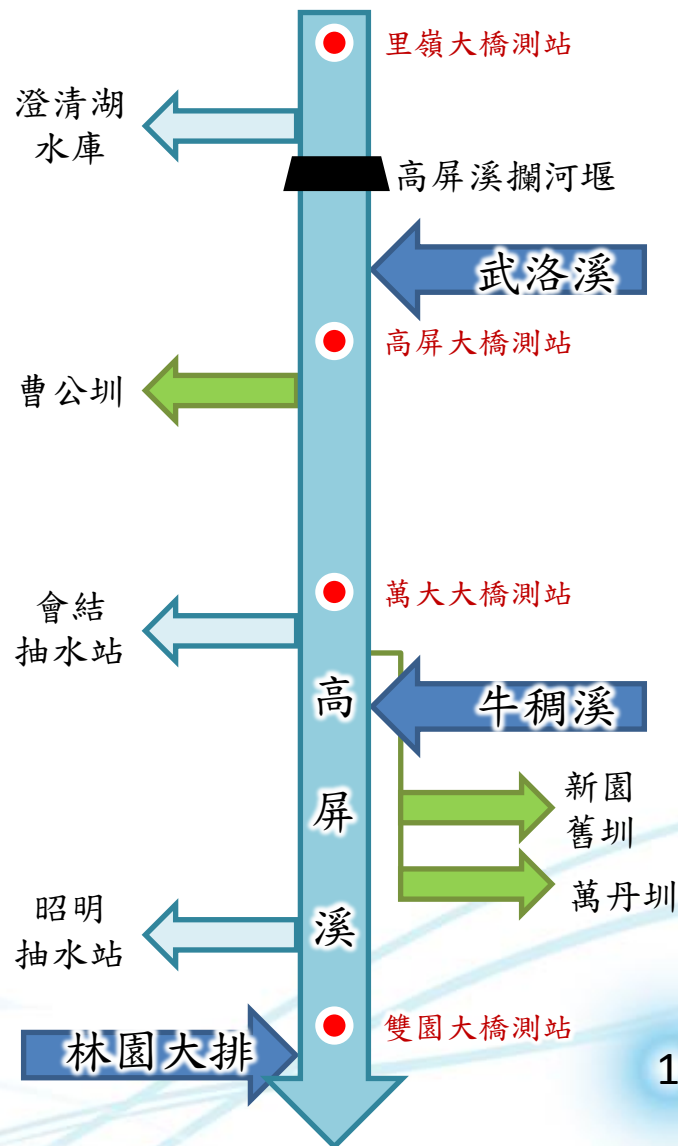 里嶺大橋測站
澄清湖
水庫
高屏溪攔河堰
武洛溪
高屏大橋測站
曹公圳
萬大大橋測站
會結
抽水站
高
屏
溪
牛稠溪
新園
舊圳
萬丹圳
昭明
抽水站
雙園大橋測站
林園大排
1